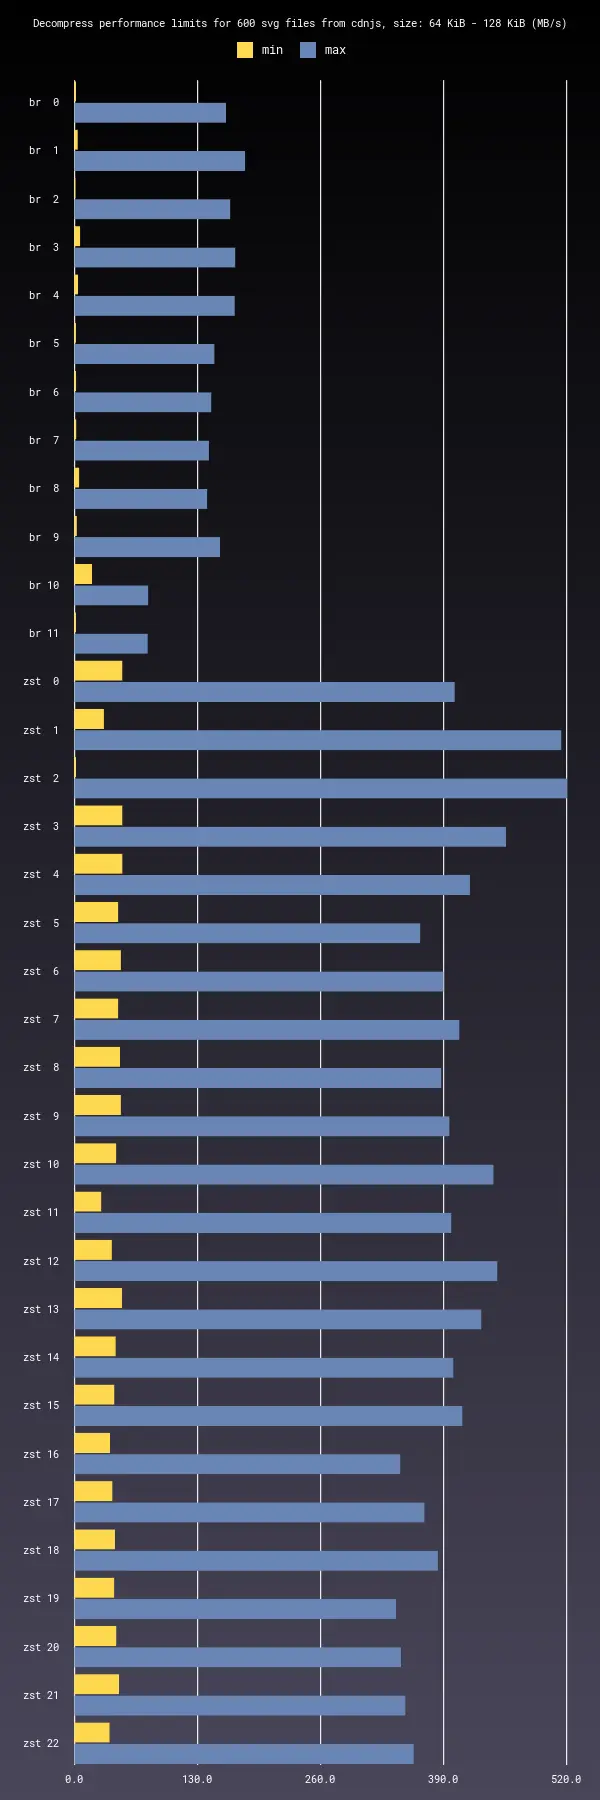 Decompress performance limits for 600 svg files from cdnjs, size: 64 KiB - 128 KiB (MB/s)
min max
br 0
br 1
br 2
br 3
br 4
br 5
br 6
br 7
br 8
br 9
br 10
br 11
zst 0
zst 1
zst 2
zst 3
zst 4
zst 5
zst 6
zst 7
zst 8
zst 9
zst 10
zst 11
zst 12
zst 13
zst 14
zst 15
zst 16
zst 17
zst 18
zst 19
zst 20
zst 21
zst 22
0.0 130.0 260.0 390.0 520.0